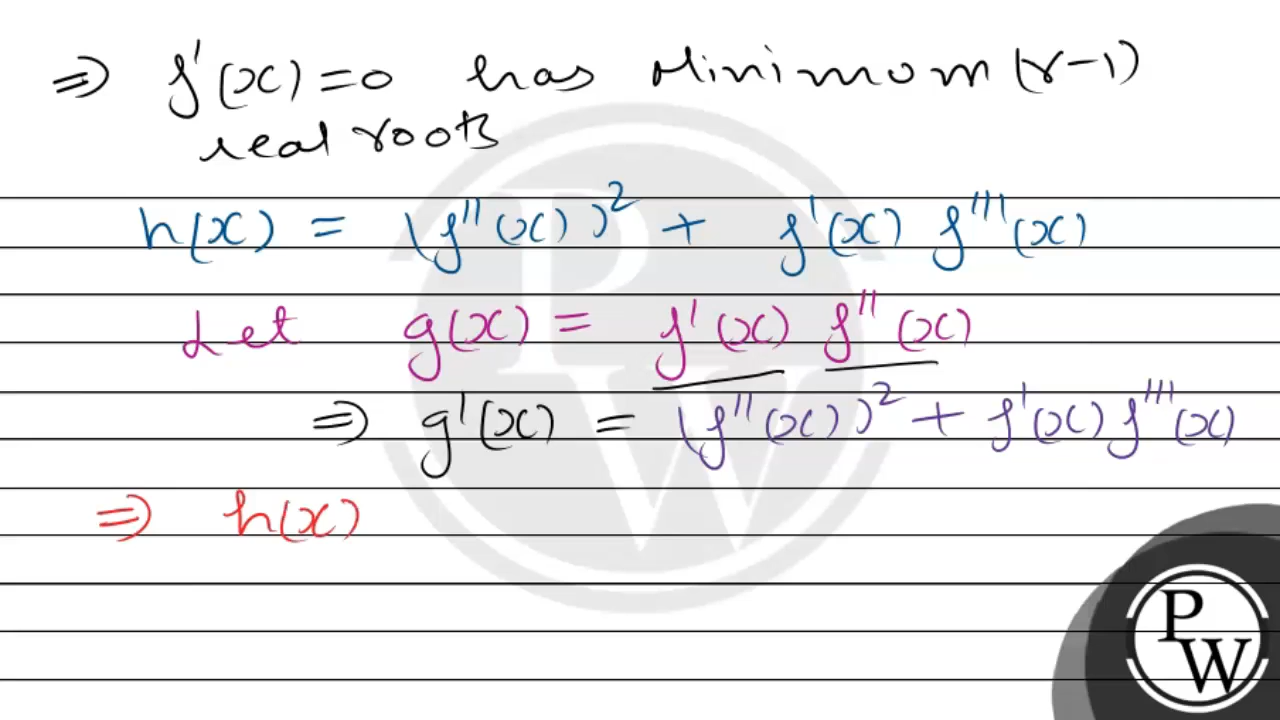 ⇒ f'(x)=0 has Minimum (r-1)
real roots
h(x) = (f''(x))² + f'(x) f'''(x)
Let g(x) = f'(x) f''(x)
⇒ g'(x) = (f''(x))² + f'(x) f'''(x)
⇒ h(x)
P
W
P
W